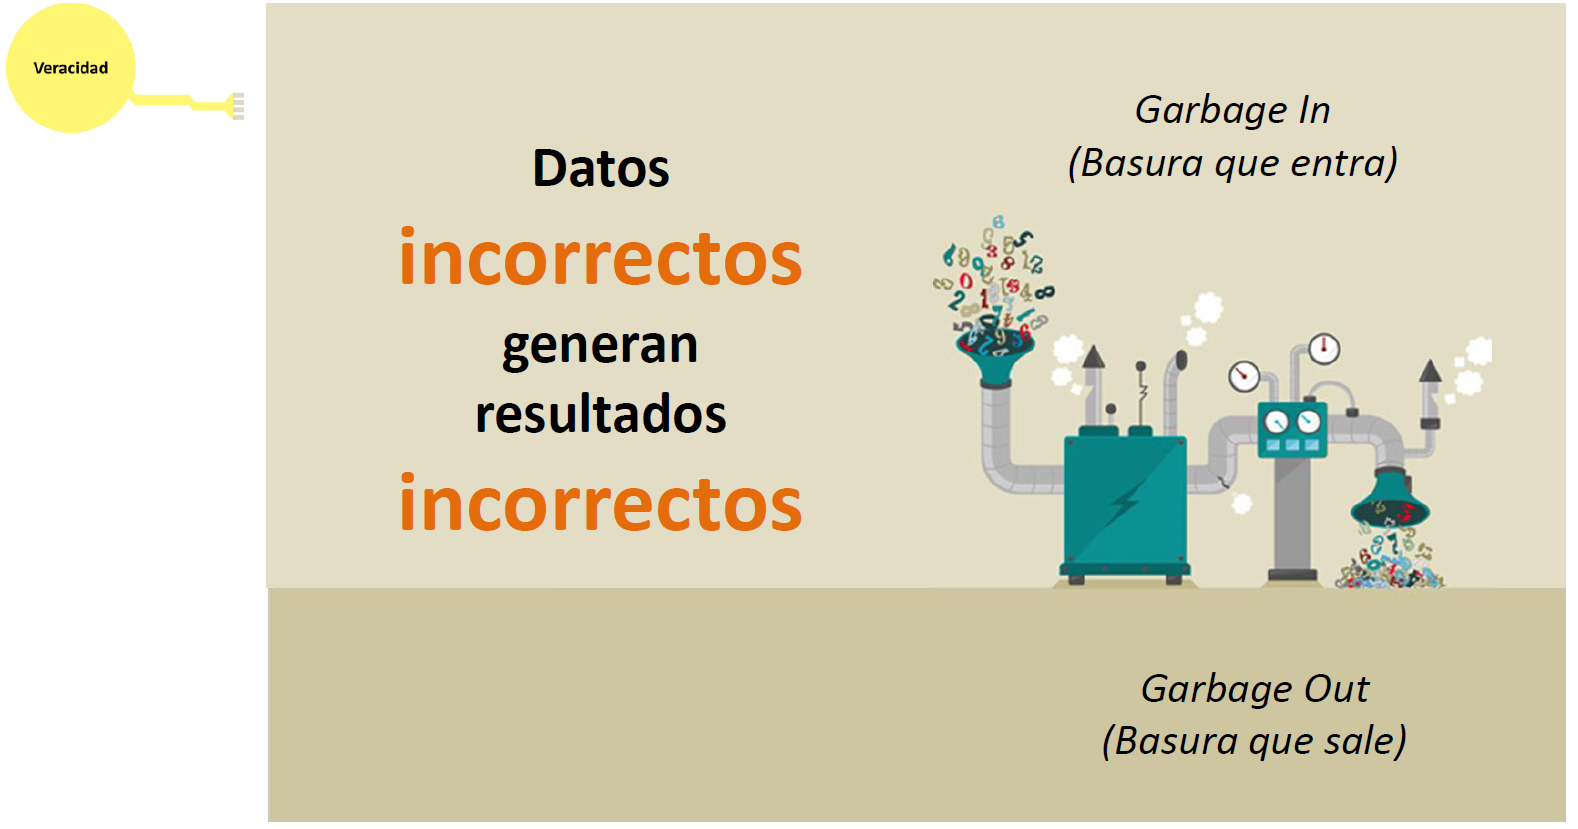 Veracidad
Datos
incorrectos
generan
resultados
incorrectos
Garbage In
(Basura que entra)
Garbage Out
(Basura que sale)